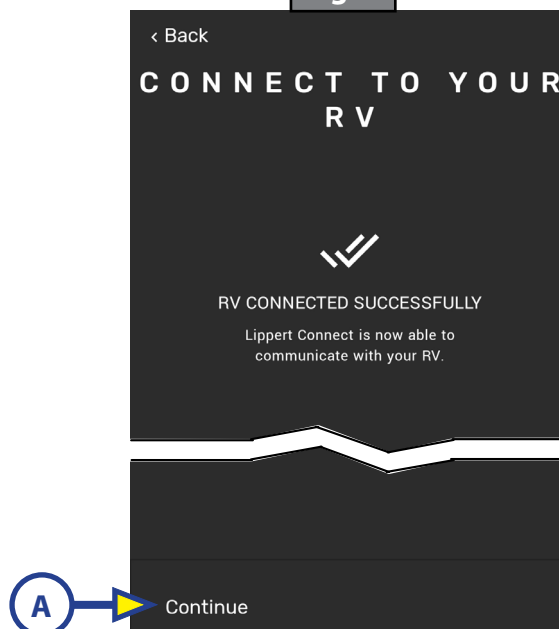 ‹ Back
CONNECT TO YOUR
RV
RV CONNECTED SUCCESSFULLY
Lippert Connect is now able to
communicate with your RV.
A
Continue